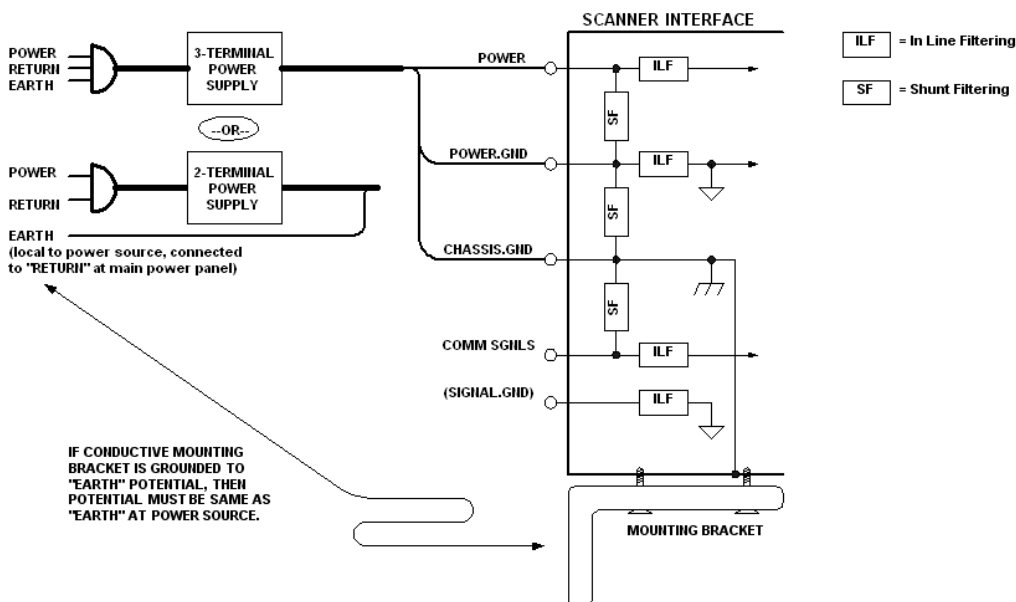 SCANNER INTERFACE
POWER
RETURN
EARTH
3-TERMINAL
POWER
SUPPLY
--OR--
POWER
RETURN
2-TERMINAL
POWER
SUPPLY
EARTH
(local to power source, connected
to "RETURN" at main power panel)
POWER
POWER.GND
CHASSIS.GND
COMM SGNLS
(SIGNAL.GND)
ILF
SF
ILF
SF
SF
ILF
ILF
ILF
= In Line Filtering
SF
= Shunt Filtering
IF CONDUCTIVE MOUNTING
BRACKET IS GROUNDED TO
"EARTH" POTENTIAL, THEN
POTENTIAL MUST BE SAME AS
"EARTH" AT POWER SOURCE.
MOUNTING BRACKET